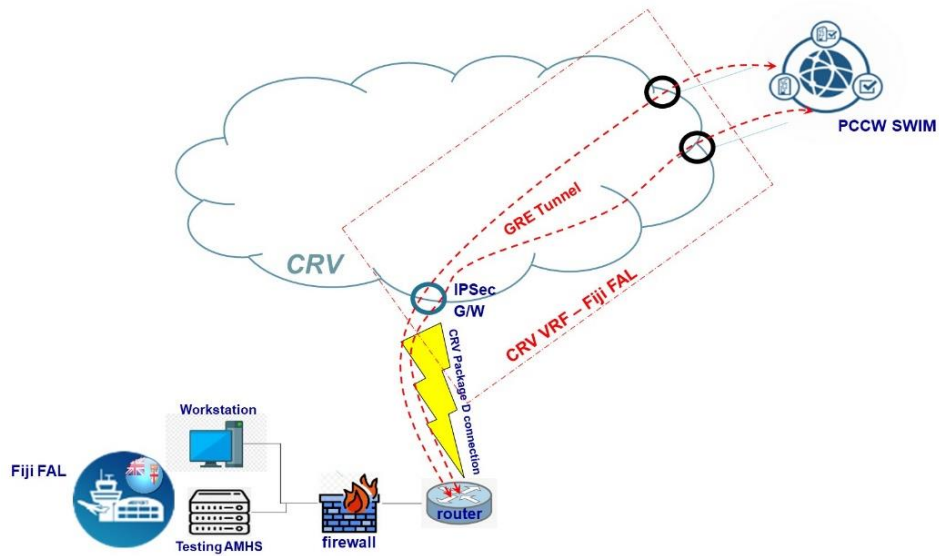 PCCW SWIM
GRE Tunnel
CRV
IPSec
G/W
CRV VRF – Fiji FAL
CRV Package D connection
Workstation
Fiji FAL
Testing AMHS
firewall
router